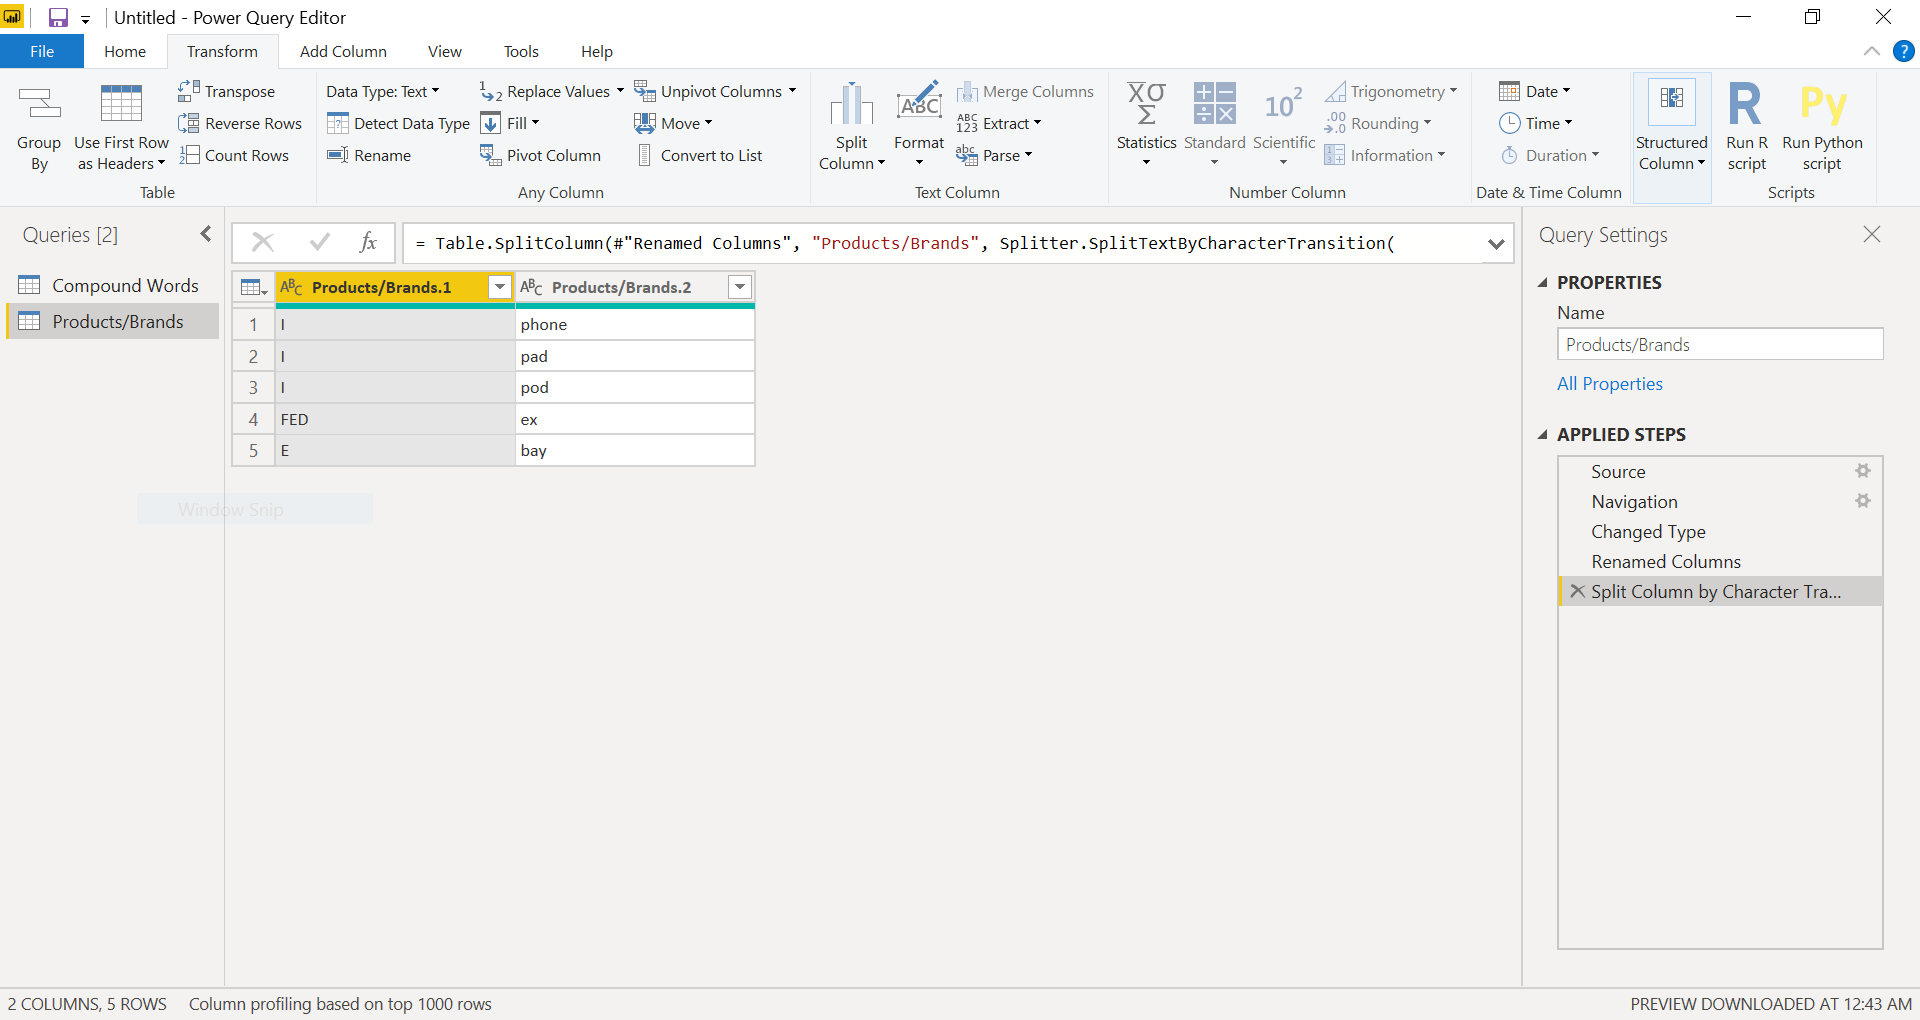 Untitled - Power Query Editor
File Home Transform Add Column View Tools Help
Group By
Use First Row as Headers
Transpose
Reverse Rows
Count Rows
Table
Data Type: Text
Detect Data Type
Rename
Replace Values
Fill
Pivot Column
Unpivot Columns
Move
Convert to List
Any Column
Split Column
Format
Merge Columns
Extract
Parse
Text Column
Statistics
Standard
Scientific
Trigonometry
Rounding
Information
Number Column
Date
Time
Duration
Date & Time Column
Structured Column
Run R script
Run Python script
Scripts
Queries [2]
Compound Words
Products/Brands
fx
= Table.SplitColumn(#"Renamed Columns", "Products/Brands", Splitter.SplitTextByCharacterTransition(
Products/Brands.1 Products/Brands.2
1 I phone
2 I pad
3 I pod
4 FED ex
5 E bay
Window Snip
Query Settings
PROPERTIES
Name
Products/Brands
All Properties
APPLIED STEPS
Source
Navigation
Changed Type
Renamed Columns
Split Column by Character Tra...
2 COLUMNS, 5 ROWS Column profiling based on top 1000 rows
PREVIEW DOWNLOADED AT 12:43 AM